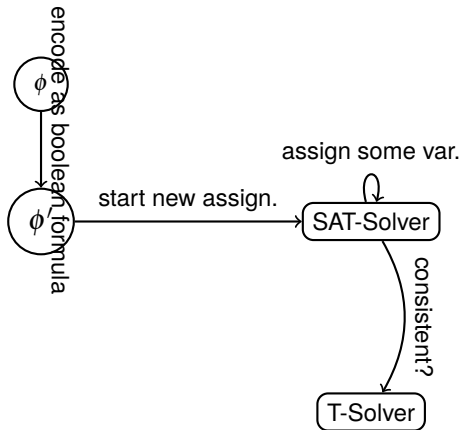 ϕ
encode as boolean formula
ϕ′
start new assign.
assign some var.
SAT-Solver
consistent?
T-Solver